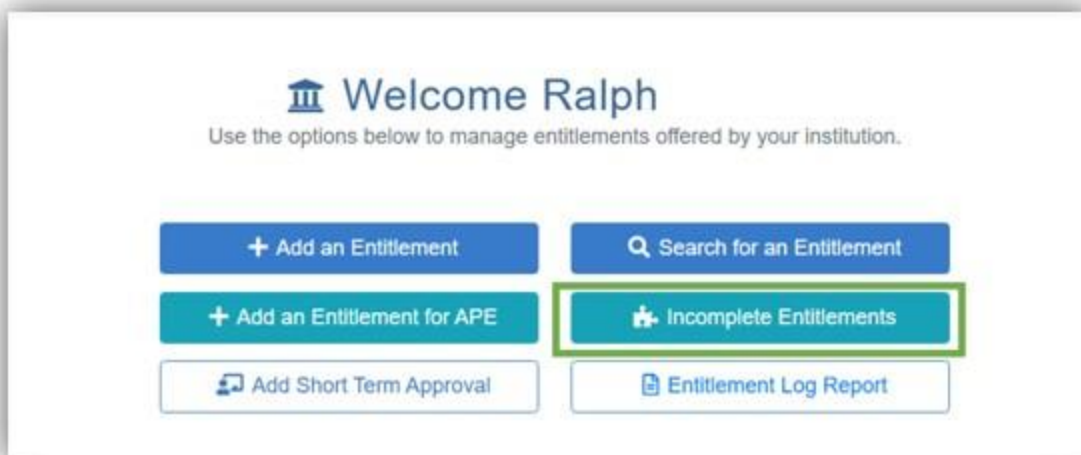 Welcome Ralph
Use the options below to manage entitlements offered by your institution.
Add an Entitlement
Search for an Entitlement
Add an Entitlement for APE
Incomplete Entitlements
Add Short Term Approval
Entitlement Log Report